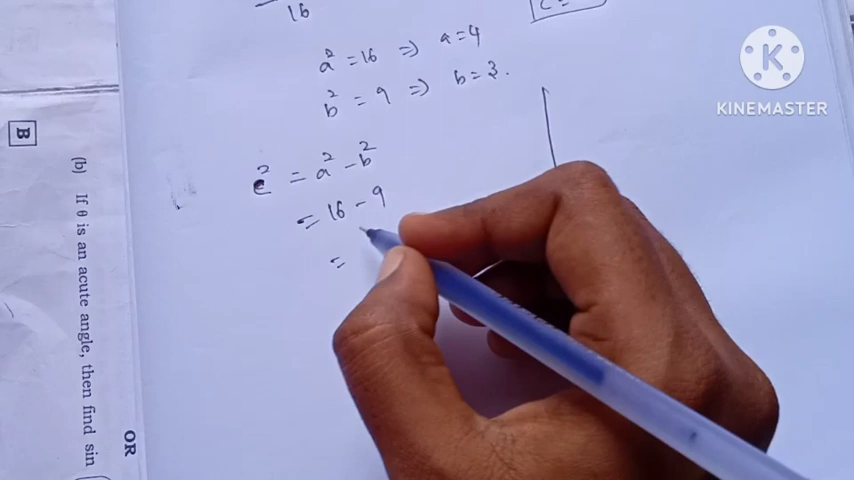 16
c =
a² = 16 => a = 4
b² = 9 => b = 3.
c² = a² - b²
= 16 - 9
=
K
KINEMASTER
B
(b) If θ is an acute angle, then find sin
OR